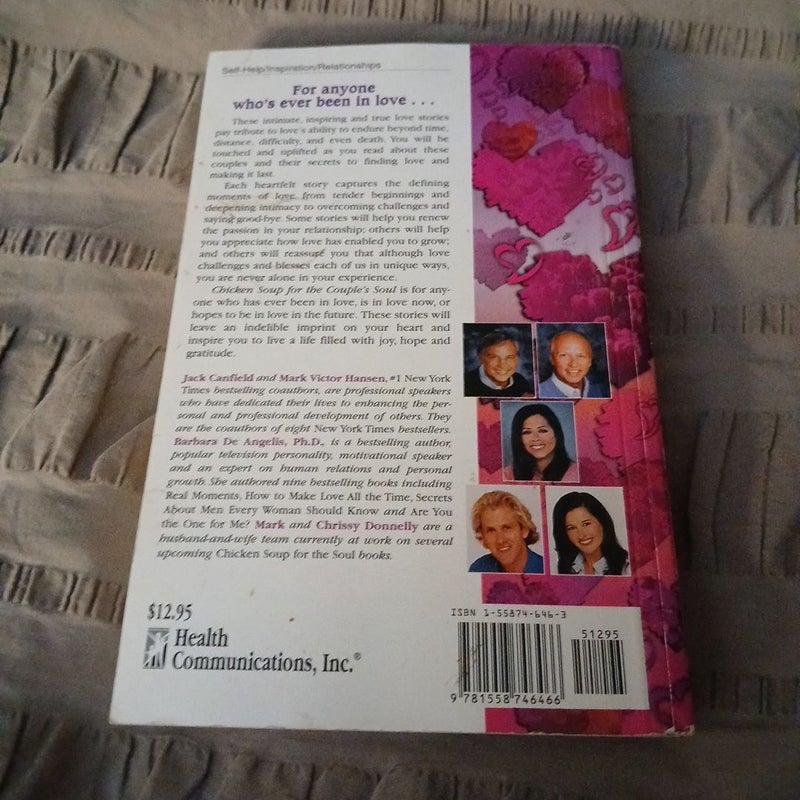 Self-Help/Inspiration/Relationships
For anyone
who's ever been in love . . .
These intimate, inspiring and true love stories
pay tribute to love's ability to endure beyond time,
distance, difficulty, and even death. You will be
touched and uplifted as you read about these
couples and their secrets to finding love and
making it last.
Each heartfelt story captures the defining
moments of love, from tender beginnings and
deepening intimacy to overcoming challenges and
saying good-bye. Some stories will help you renew
the passion in your relationship; others will help
you appreciate how love has enabled you to grow;
and others will reassure you that although love
challenges and blesses each of us in unique ways,
you are never alone in your experience.
Chicken Soup for the Couple's Soul is for any-
one who has ever been in love, is in love now, or
hopes to be in love in the future. These stories will
leave an indelible imprint on your heart and
inspire you to live a life filled with joy, hope and
gratitude.
Jack Canfield and Mark Victor Hansen, #1 New York
Times bestselling coauthors, are professional speakers
who have dedicated their lives to enhancing the per-
sonal and professional development of others. They
are the coauthors of eight New York Times bestsellers.
Barbara De Angelis, Ph.D., is a bestselling author,
popular television personality, motivational speaker
and an expert on human relations and personal
growth. She authored nine bestselling books including
Real Moments, How to Make Love All the Time, Secrets
About Men Every Woman Should Know and Are You
the One for Me? Mark and Chrissy Donnelly are a
husband-and-wife team currently at work on several
upcoming Chicken Soup for the Soul books.
$12.95
Health
Communications, Inc.®
ISBN 1-55874-646-3
51295
9 781558 746466